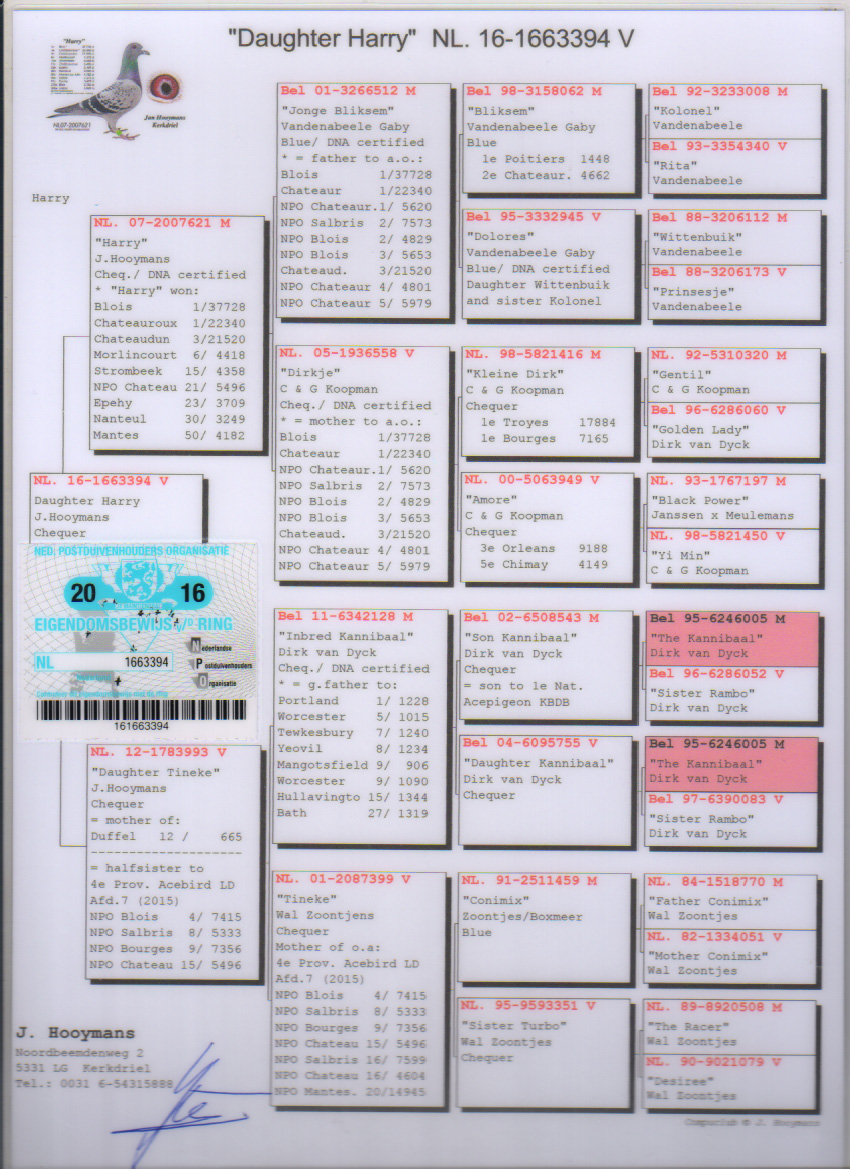 "Daughter Harry" NL. 16-1663394 V
"Harry"
NL07-2007621
Jan Hooymans
Kerkdriel
Harry
NL. 16-1663394 V
Daughter Harry
J.Hooymans
Chequer
NED. POSTDUIVENHOUDERS ORGANISATIE
20 16
EIGENDOMSBEWIJS v/d RING
NL 1663394
Nederlandse
Postduivenhouders
Organisatie
161663394
NL. 07-2007621 M
"Harry"
J.Hooymans
Cheq./ DNA certified
* "Harry" won:
Blois 1/37728
Chateauroux 1/22340
Chateaudun 3/21520
Morlincourt 6/ 4418
Strombeek 15/ 4358
NPO Chateau 21/ 5496
Epehy 23/ 3709
Nanteul 30/ 3249
Mantes 50/ 4182
NL. 12-1783993 V
"Daughter Tineke"
J.Hooymans
Chequer
= mother of:
Duffel 12 / 665
--------------------
= halfsister to
4e Prov. Acebird LD
Afd.7 (2015)
NPO Blois 4/ 7415
NPO Salbris 8/ 5333
NPO Bourges 9/ 7356
NPO Chateau 15/ 5496
Bel 01-3266512 M
"Jonge Bliksem"
Vandenabeele Gaby
Blue/ DNA certified
* = father to a.o.:
Blois 1/37728
Chateaur 1/22340
NPO Chateaur.1/ 5620
NPO Salbris 2/ 7573
NPO Blois 2/ 4829
NPO Blois 3/ 5653
Chateaud. 3/21520
NPO Chateaur 4/ 4801
NPO Chateaur 5/ 5979
NL. 05-1936558 V
"Dirkje"
C & G Koopman
Cheq./ DNA certified
* = mother to a.o.:
Blois 1/37728
Chateaur 1/22340
NPO Chateaur.1/ 5620
NPO Salbris 2/ 7573
NPO Blois 2/ 4829
NPO Blois 3/ 5653
Chateaud. 3/21520
NPO Chateaur 4/ 4801
NPO Chateaur 5/ 5979
Bel 11-6342128 M
"Inbred Kannibaal"
Dirk van Dyck
Cheq./ DNA certified
* = g.father to:
Portland 1/ 1228
Worcester 5/ 1015
Tewkesbury 7/ 1240
Yeovil 8/ 1234
Mangotsfield 9/ 906
Worcester 9/ 1090
Hullavingto 15/ 1344
Bath 27/ 1319
NL. 01-2087399 V
"Tineke"
Wal Zoontjens
Chequer
Mother of o.a:
4e Prov. Acebird LD
Afd.7 (2015)
NPO Blois 4/ 7415
NPO Salbris 8/ 5333
NPO Bourges 9/ 7356
NPO Chateau 15/ 5496
NPO Salbris 16/ 7599
NPO Chateau 16/ 4604
NPO Mantes. 20/14945
Bel 98-3158062 M
"Bliksem"
Vandenabeele Gaby
Blue
1e Poitiers 1448
2e Chateaur. 4662
Bel 95-3332945 V
"Dolores"
Vandenabeele Gaby
Blue/ DNA certified
Daughter Wittenbuik
and sister Kolonel
NL. 98-5821416 M
"Kleine Dirk"
C & G Koopman
Chequer
1e Troyes 17884
1e Bourges 7165
NL. 00-5063949 V
"Amore"
C & G Koopman
Chequer
3e Orleans 9188
5e Chimay 4149
Bel 02-6508543 M
"Son Kannibaal"
Dirk van Dyck
Chequer
= son to 1e Nat.
Acepigeon KBDB
Bel 04-6095755 V
"Daughter Kannibaal"
Dirk van Dyck
Chequer
NL. 91-2511459 M
"Conimix"
Zoontjes/Boxmeer
Blue
NL. 95-9593351 V
"Sister Turbo"
Wal Zoontjes
Chequer
Bel 92-3233008 M
"Kolonel"
Vandenabeele
Bel 93-3354340 V
"Rita"
Vandenabeele
Bel 88-3206112 M
"Wittenbuik"
Vandenabeele
Bel 88-3206173 V
"Prinsesje"
Vandenabeele
NL. 92-5310320 M
"Gentil"
C & G Koopman
Bel 96-6286060 V
"Golden Lady"
Dirk van Dyck
NL. 93-1767197 M
"Black Power"
Janssen x Meulemans
NL. 98-5821450 V
"Yi Min"
C & G Koopman
Bel 95-6246005 M
"The Kannibaal"
Dirk van Dyck
Bel 96-6286052 V
"Sister Rambo"
Dirk van Dyck
Bel 95-6246005 M
"The Kannibaal"
Dirk van Dyck
Bel 97-6390083 V
"Sister Rambo"
Dirk van Dyck
NL. 84-1518770 M
"Father Conimix"
Wal Zoontjes
NL. 82-1334051 V
"Mother Conimix"
Wal Zoontjes
NL. 89-8920508 M
"The Racer"
Wal Zoontjes
NL. 90-9021079 V
"Desiree"
Wal Zoontjes
J. Hooymans
Noordbeemdenweg 2
5331 LG Kerkdriel
Tel.: 0031 6-54315888
Compuclub © J. Hooymans